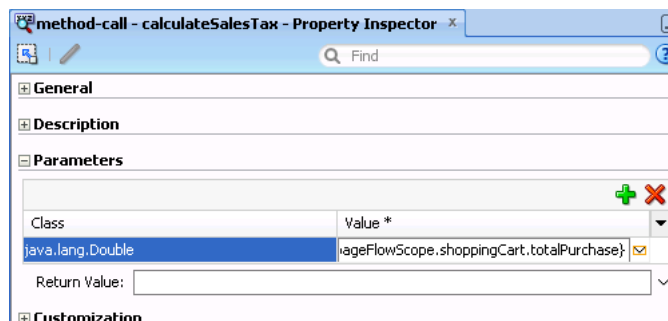 method-call - calculateSalesTax - Property Inspector x
Find
General
Description
Parameters
Class Value *
java.lang.Double ageFlowScope.shoppingCart.totalPurchase}
Return Value:
Customization